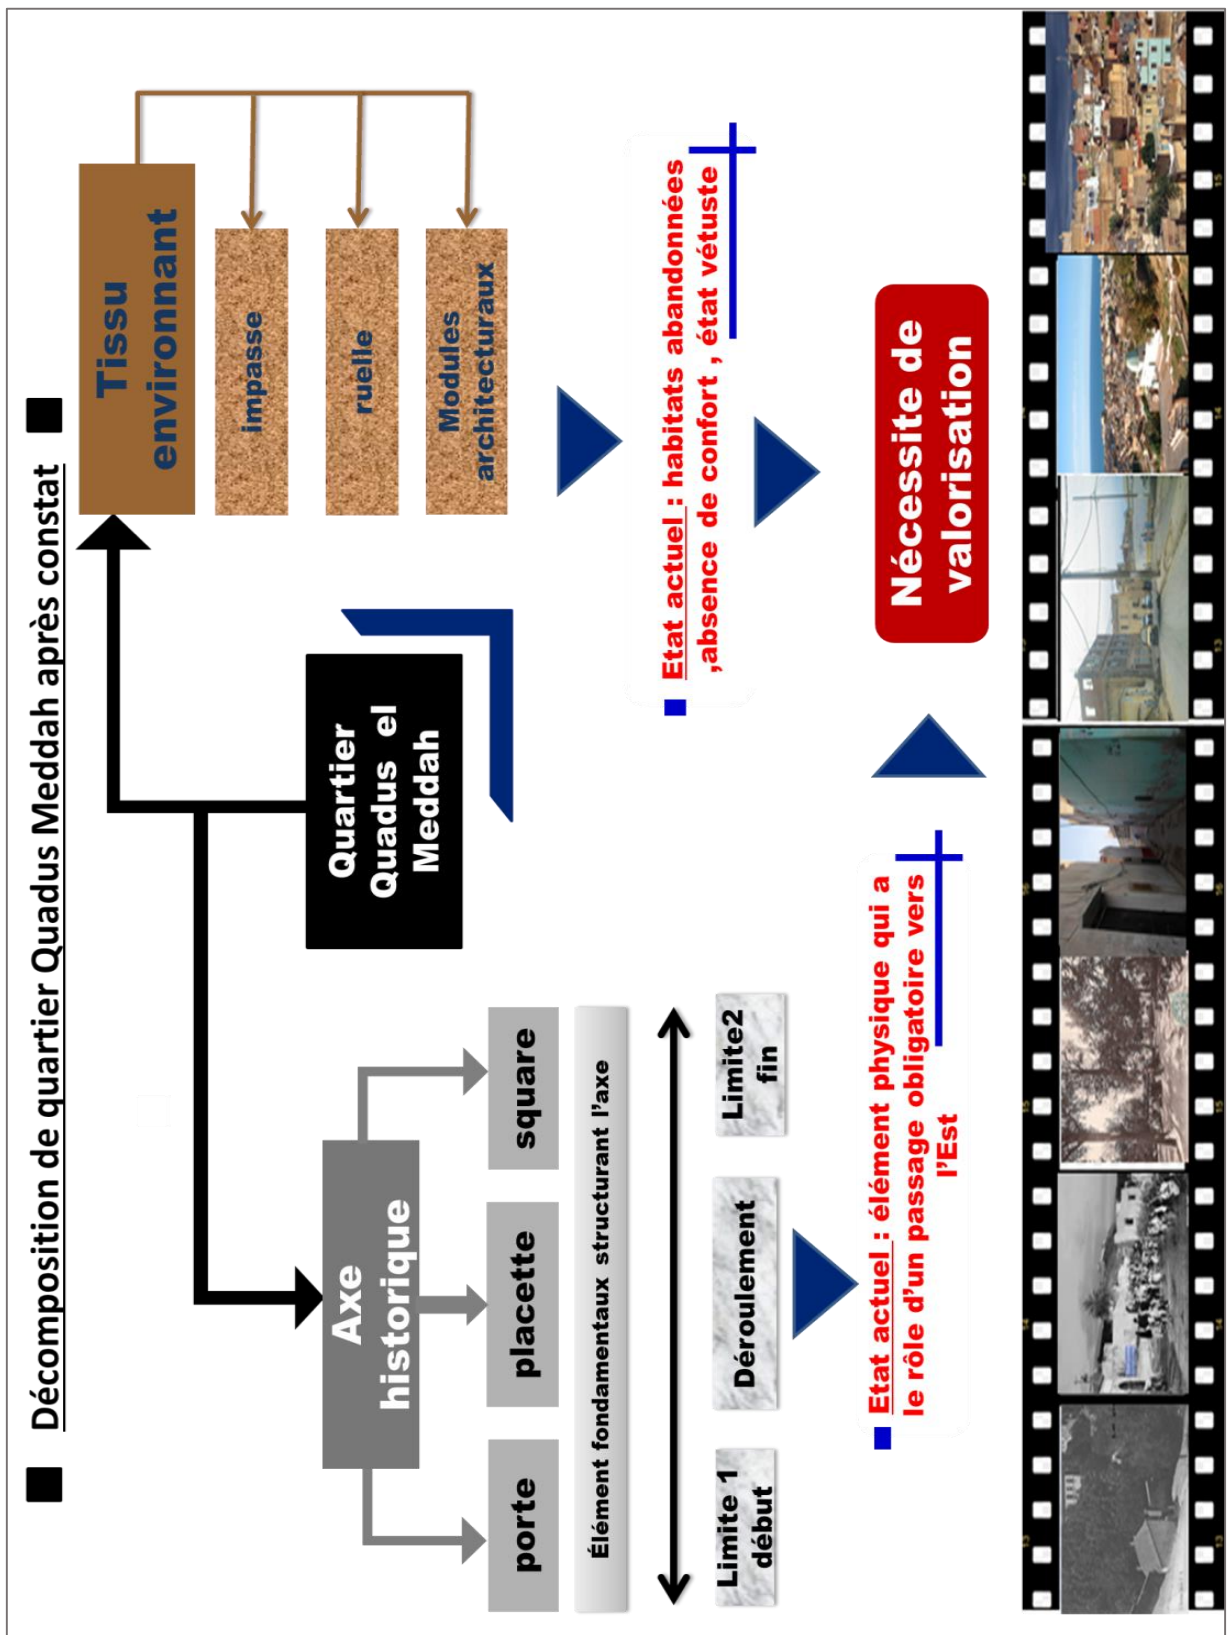 Décomposition de quartier Quadus Meddah après constat
Quartier
Quadus el
Meddah
Axe
historique
porte
placette
square
Élément fondamentaux structurant l'axe
Limite 1
début
Déroulement
Limite2
fin
Etat actuel : élément physique qui a
le rôle d'un passage obligatoire vers
l'Est
Tissu
environnant
impasse
ruelle
Modules
architecturaux
Etat actuel : habitats abandonnées
,absence de confort , état vétuste
Nécessite de
valorisation